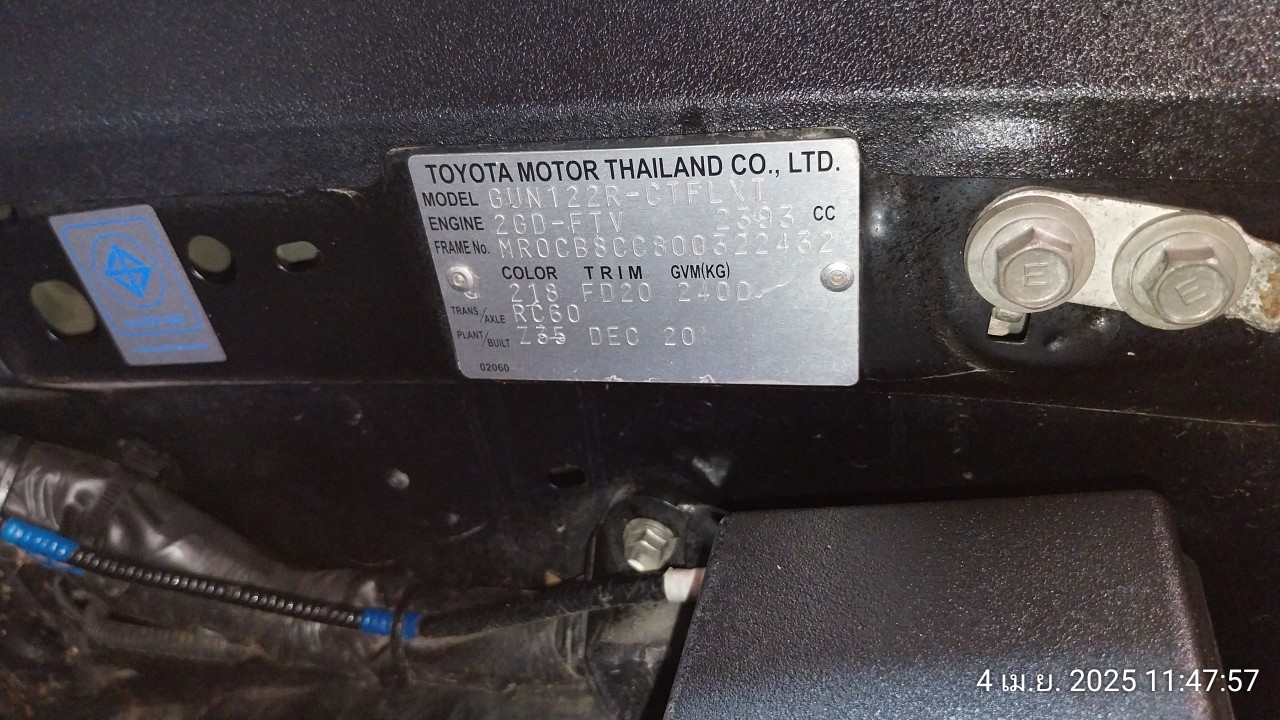 TOYOTA MOTOR THAILAND CO., LTD.
MODEL GUN122R-CTFLXT
ENGINE 2GD-FTV 2393 CC
FRAME No. MR0CB8CC800322432
COLOR TRIM GVM(KG)
218 FD20 2400
TRANS/AXLE RC60
PLANT/BUILT Z35 DEC 20
02060
E
E
4 เม.ย. 2025 11:47:57